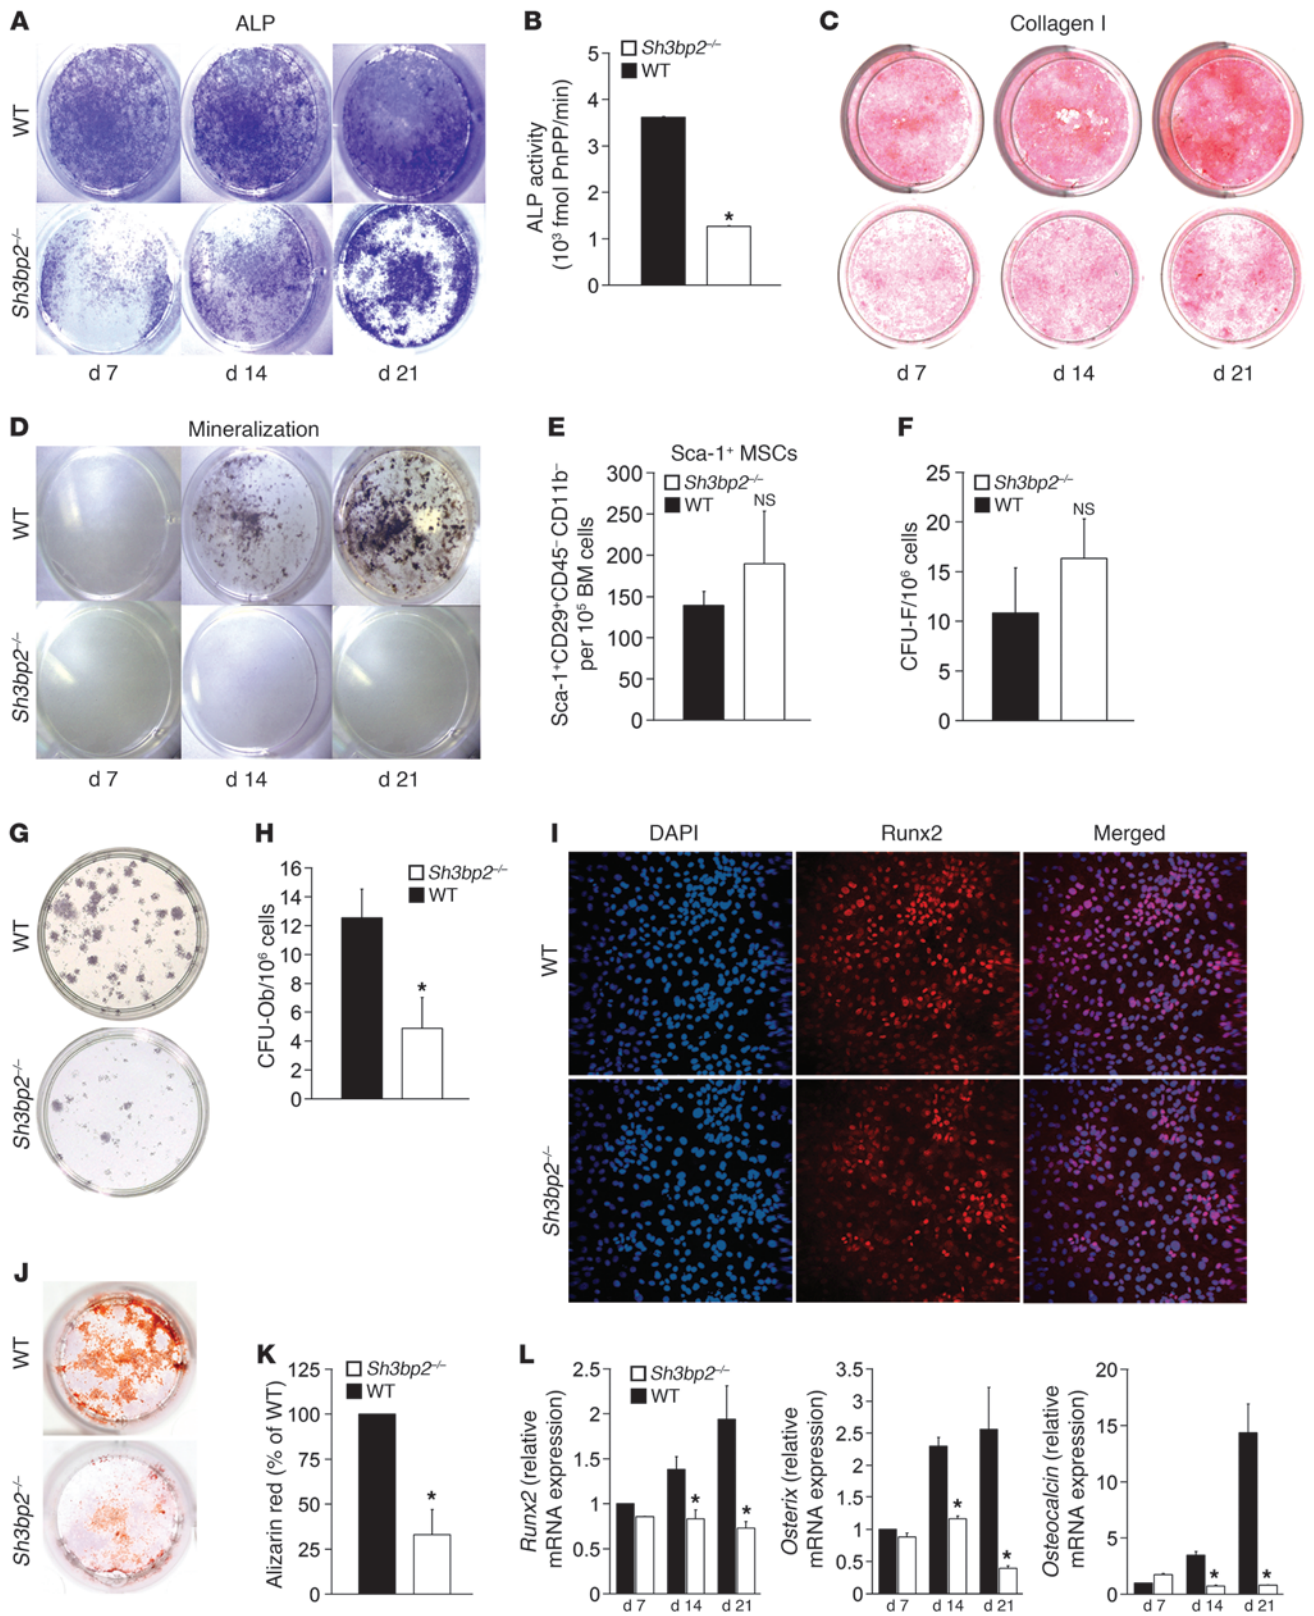 A
ALP
WT
Sh3bp2–/–
d 7
d 14
d 21
B
Sh3bp2–/–
WT
ALP activity
(10³ fmol PnPP/min)
5
4
3
2
1
0
*
C
Collagen I
d 7
d 14
d 21
D
Mineralization
WT
Sh3bp2–/–
d 7
d 14
d 21
E
Sca-1⁺ MSCs
Sh3bp2–/–
WT
NS
Sca-1⁺CD29⁺CD45⁻ CD11b⁻
per 10⁵ BM cells
300
250
200
150
100
50
0
F
Sh3bp2–/–
WT
NS
CFU-F/10⁶ cells
25
20
15
10
5
0
G
WT
Sh3bp2–/–
H
Sh3bp2–/–
WT
CFU-Ob/10⁶ cells
16
14
12
10
8
6
4
2
0
*
I
DAPI
Runx2
Merged
WT
Sh3bp2–/–
J
WT
Sh3bp2–/–
K
Sh3bp2–/–
WT
Alizarin red (% of WT)
125
100
75
50
25
0
*
L
Sh3bp2–/–
WT
Runx2 (relative
mRNA expression)
2.5
2
1.5
1
0.5
0
*
*
d 7
d 14
d 21
Osterix (relative
mRNA expression)
3.5
3
2.5
2
1.5
1
0.5
0
*
*
d 7
d 14
d 21
Osteocalcin (relative
mRNA expression)
20
15
10
5
0
*
*
d 7
d 14
d 21